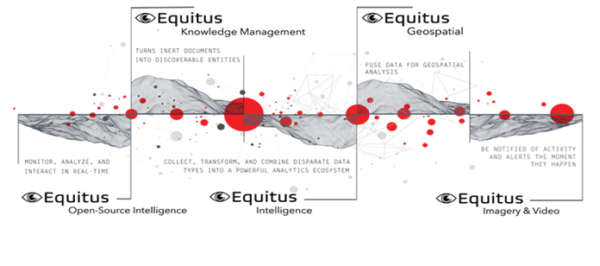 Equitus
Knowledge Management
TURNS INERT DOCUMENTS
INTO DISCOVERABLE ENTITIES
Equitus
Geospatial
FUSE DATA FOR GEOSPATIAL
ANALYSIS
MONITOR, ANALYZE, AND
INTERACT IN REAL-TIME
Equitus
Open-Source Intelligence
COLLECT, TRANSFORM, AND COMBINE DISPARATE DATA
TYPES INTO A POWERFUL ANALYTICS ECOSYSTEM
Equitus
Intelligence
BE NOTIFIED OF ACTIVITY
AND ALERTS THE MOMENT
THEY HAPPEN
Equitus
Imagery & Video